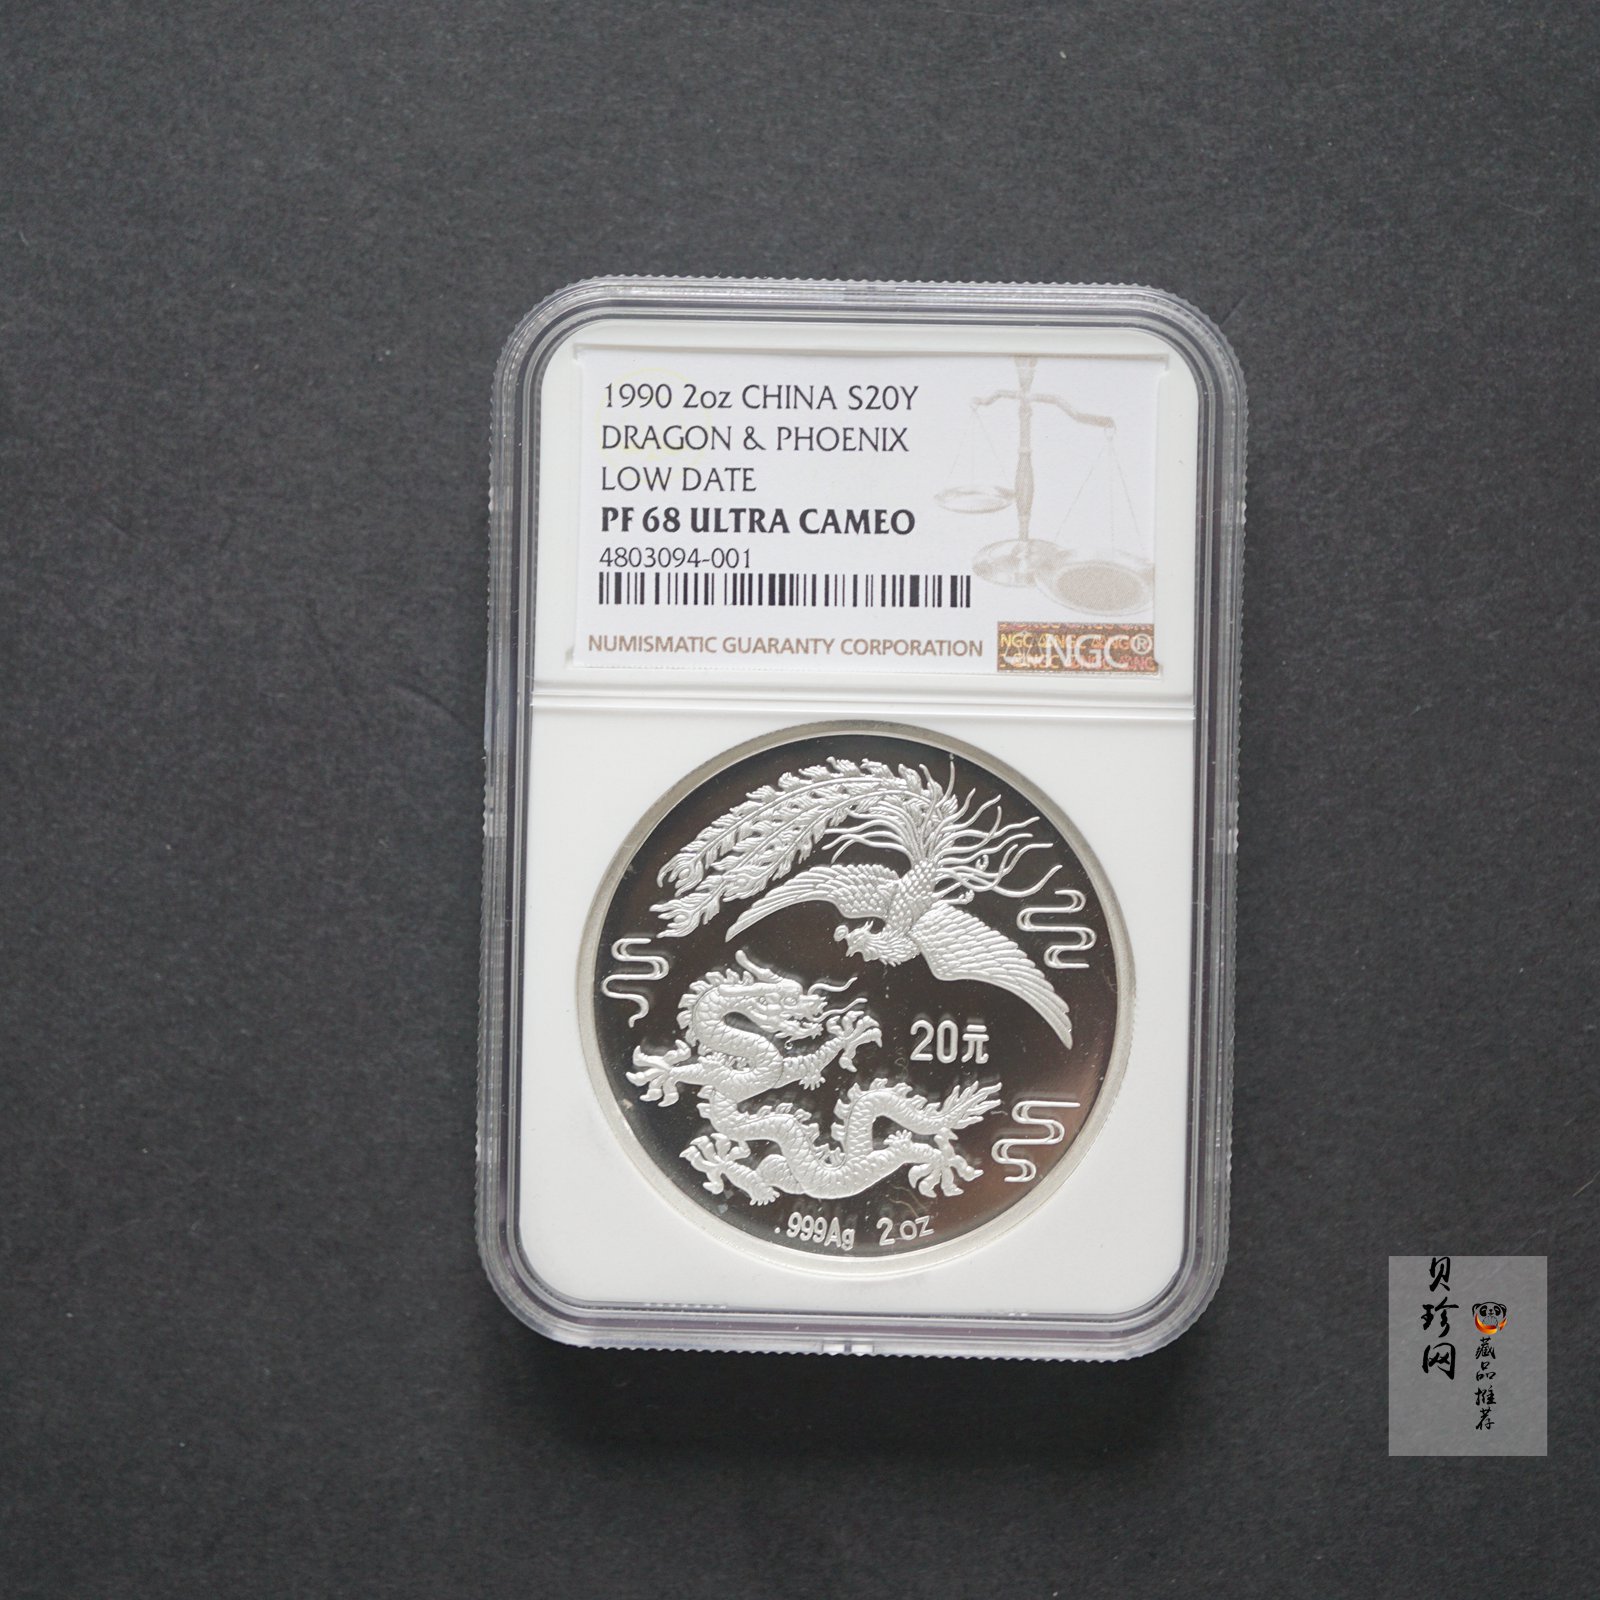 1990 2oz CHINA S20Y
DRAGON & PHOENIX
LOW DATE
PF 68 ULTRA CAMEO
4803094-001
NUMISMATIC GUARANTY CORPORATION
NGC®
20元
.999Ag 2oz
贝珍网
藏品推荐